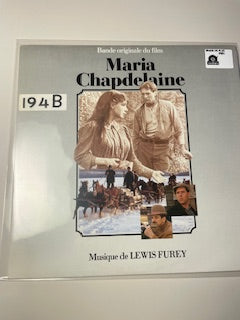 Bande originale du film
Maria
Chapdelaine
194B
Musique de LEWIS FUREY